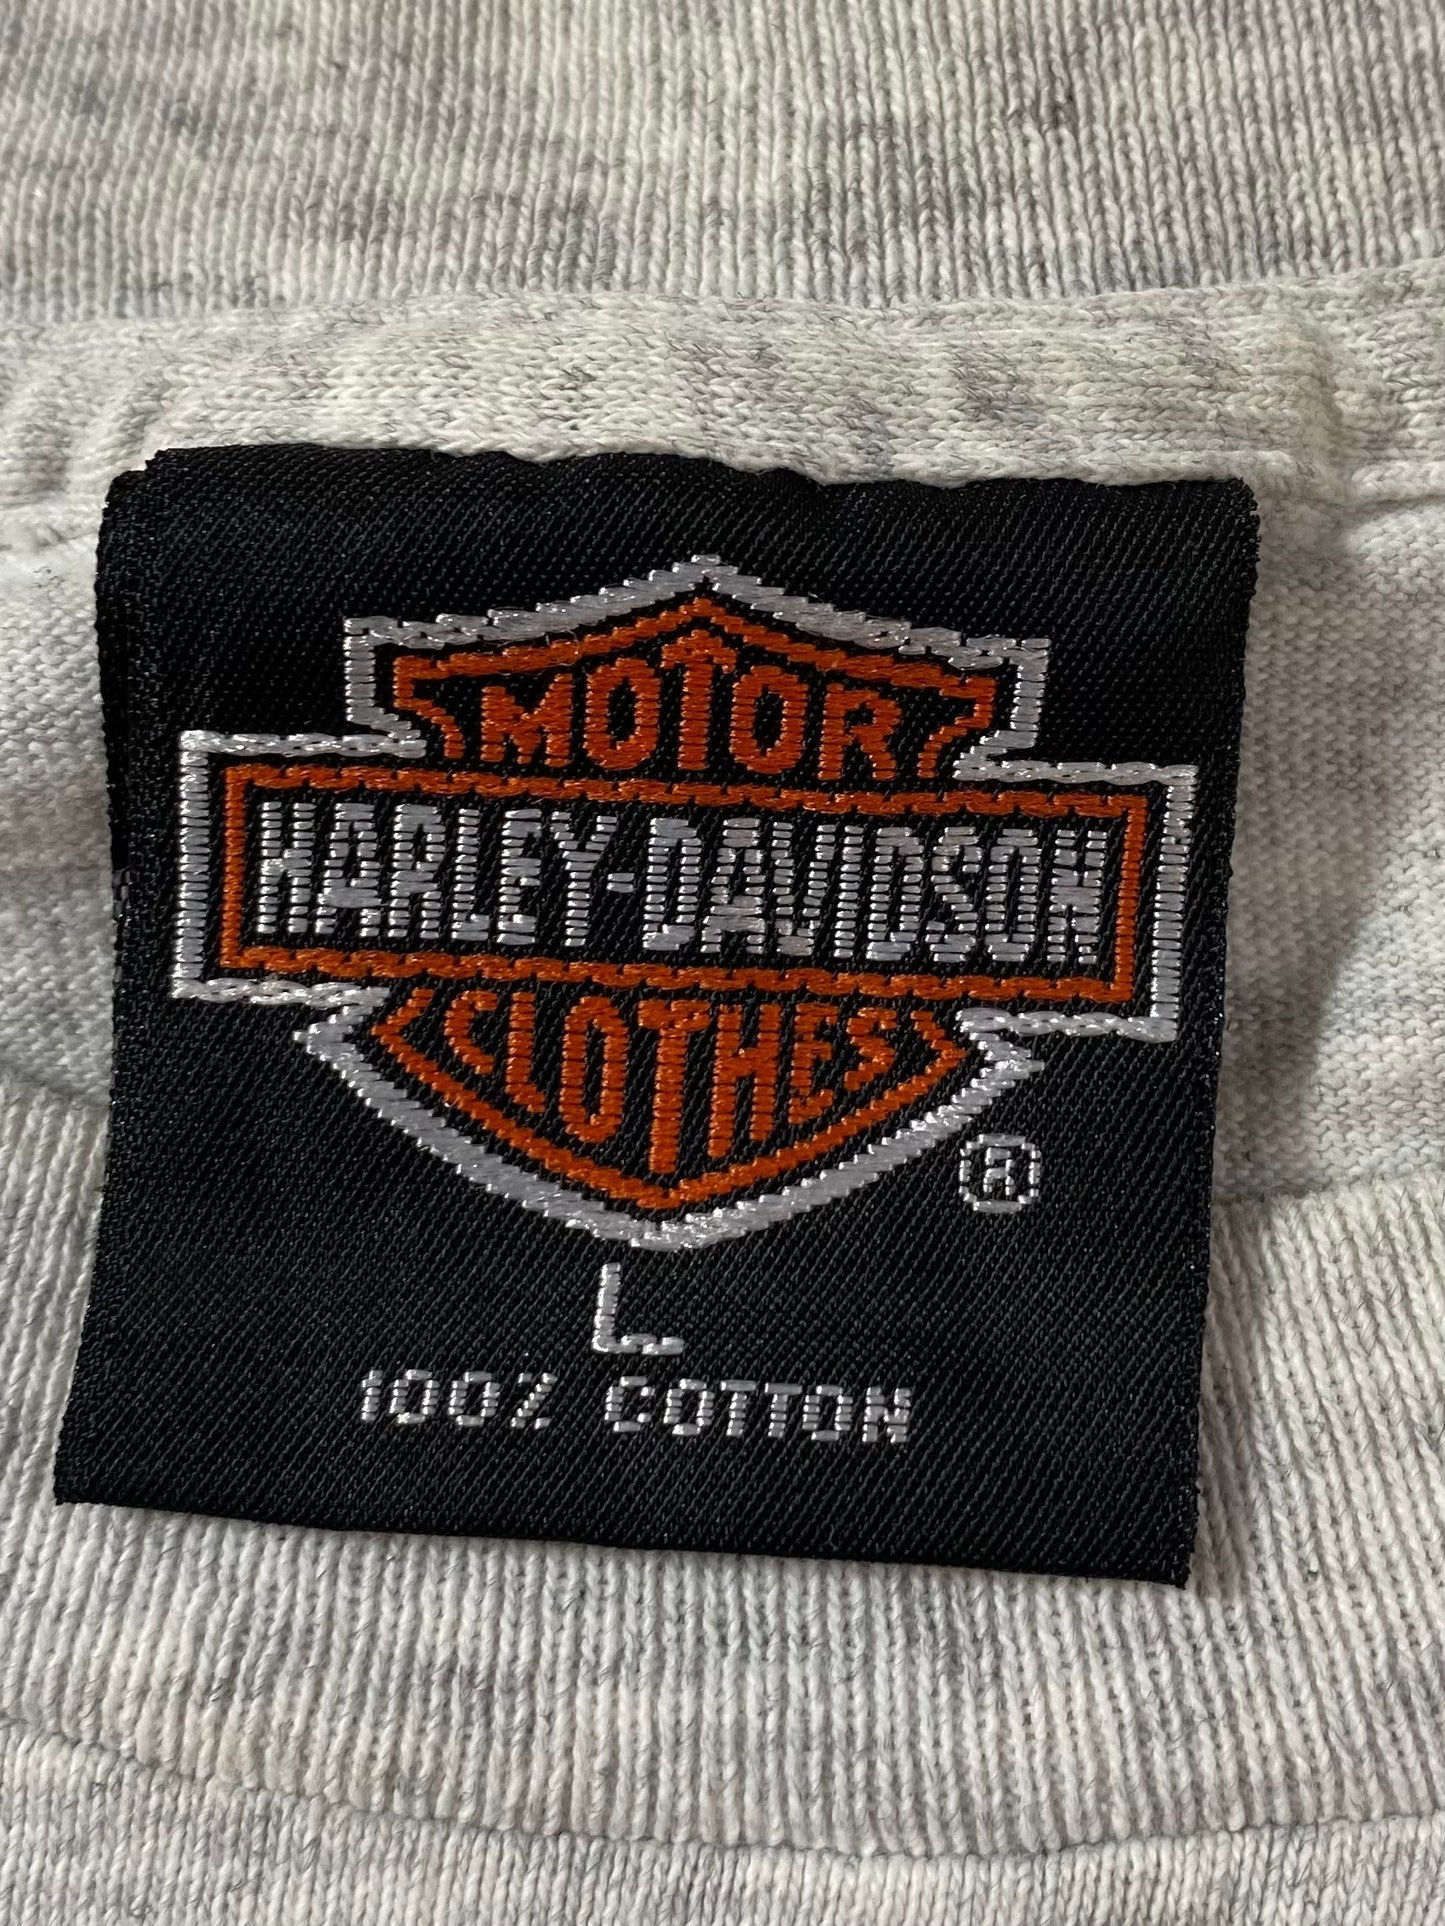 MOTOR
HARLEY-DAVIDSON
CLOTHES
®
L
100% COTTON